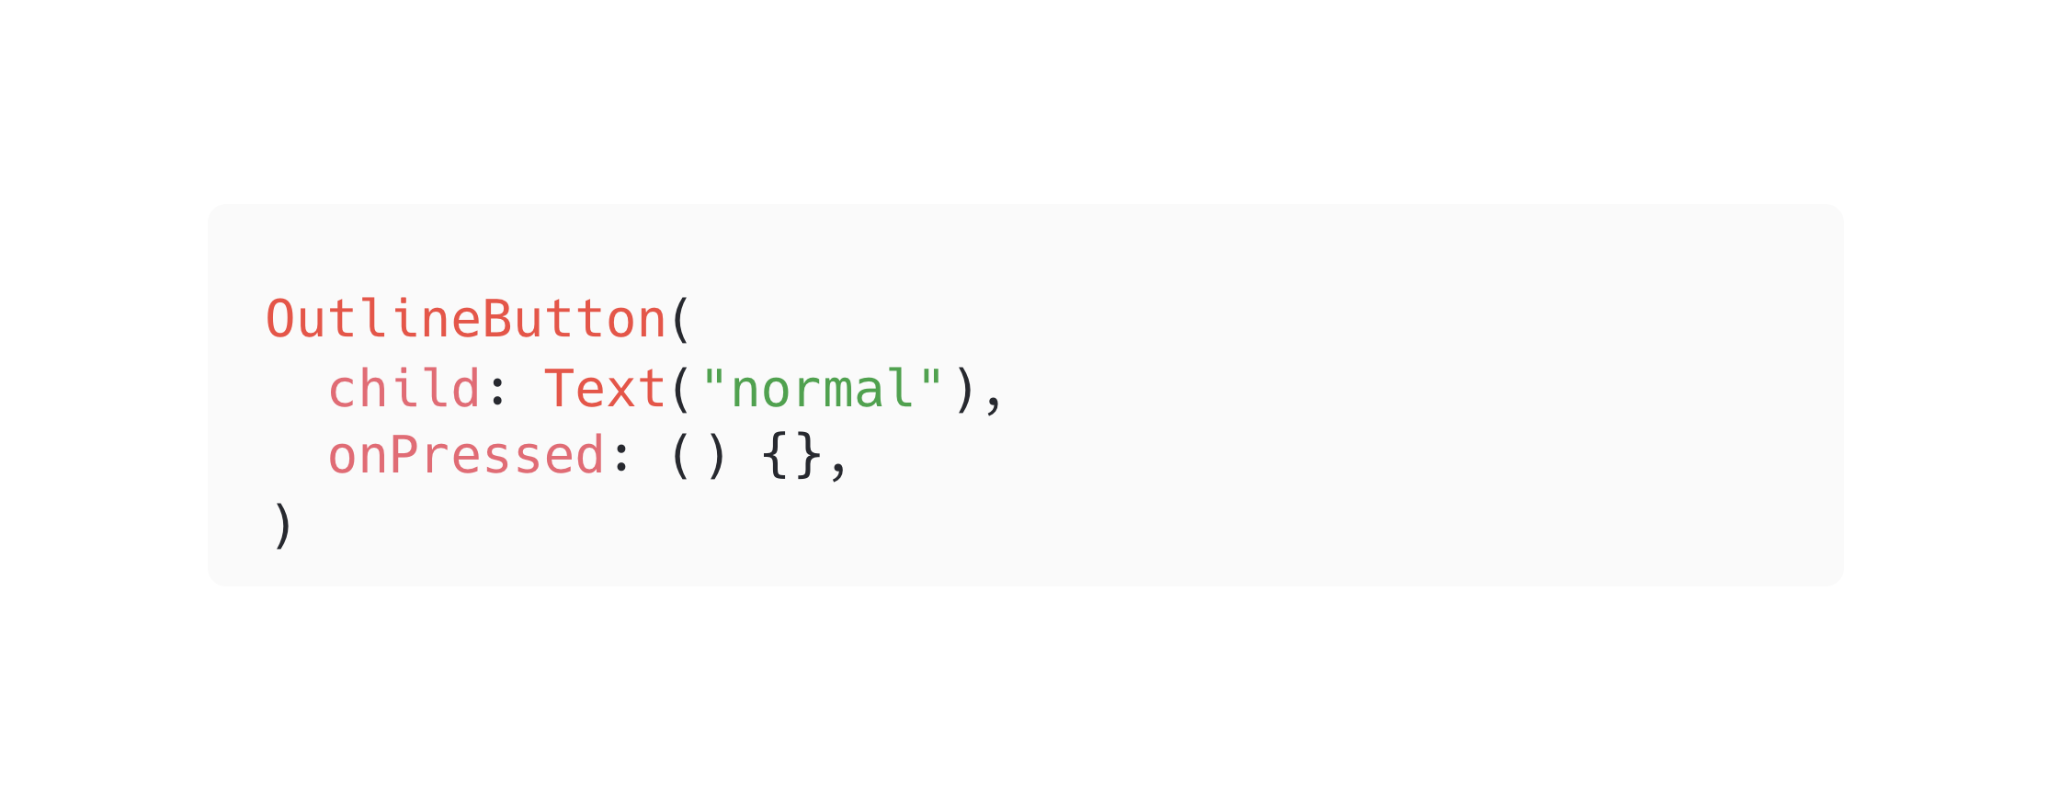 OutlineButton(
  child: Text("normal"),
  onPressed: () {},
)